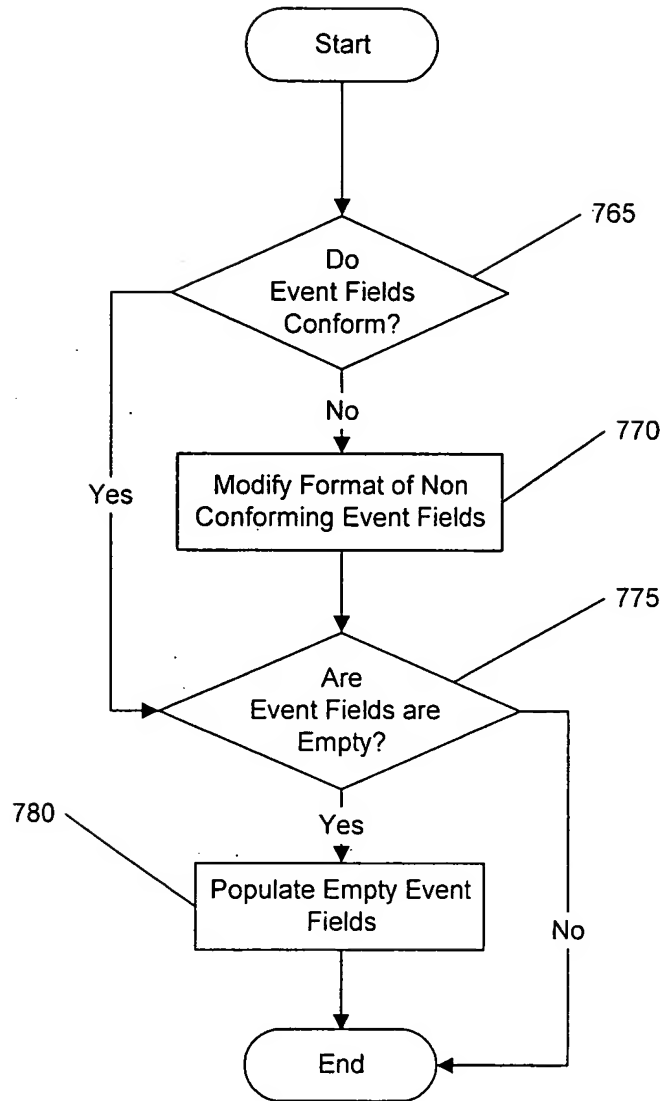 Start
765
Do
Event Fields
Conform?
No
770
Modify Format of Non
Conforming Event Fields
Yes
775
Are
Event Fields are
Empty?
780
Yes
Populate Empty Event
Fields
No
End